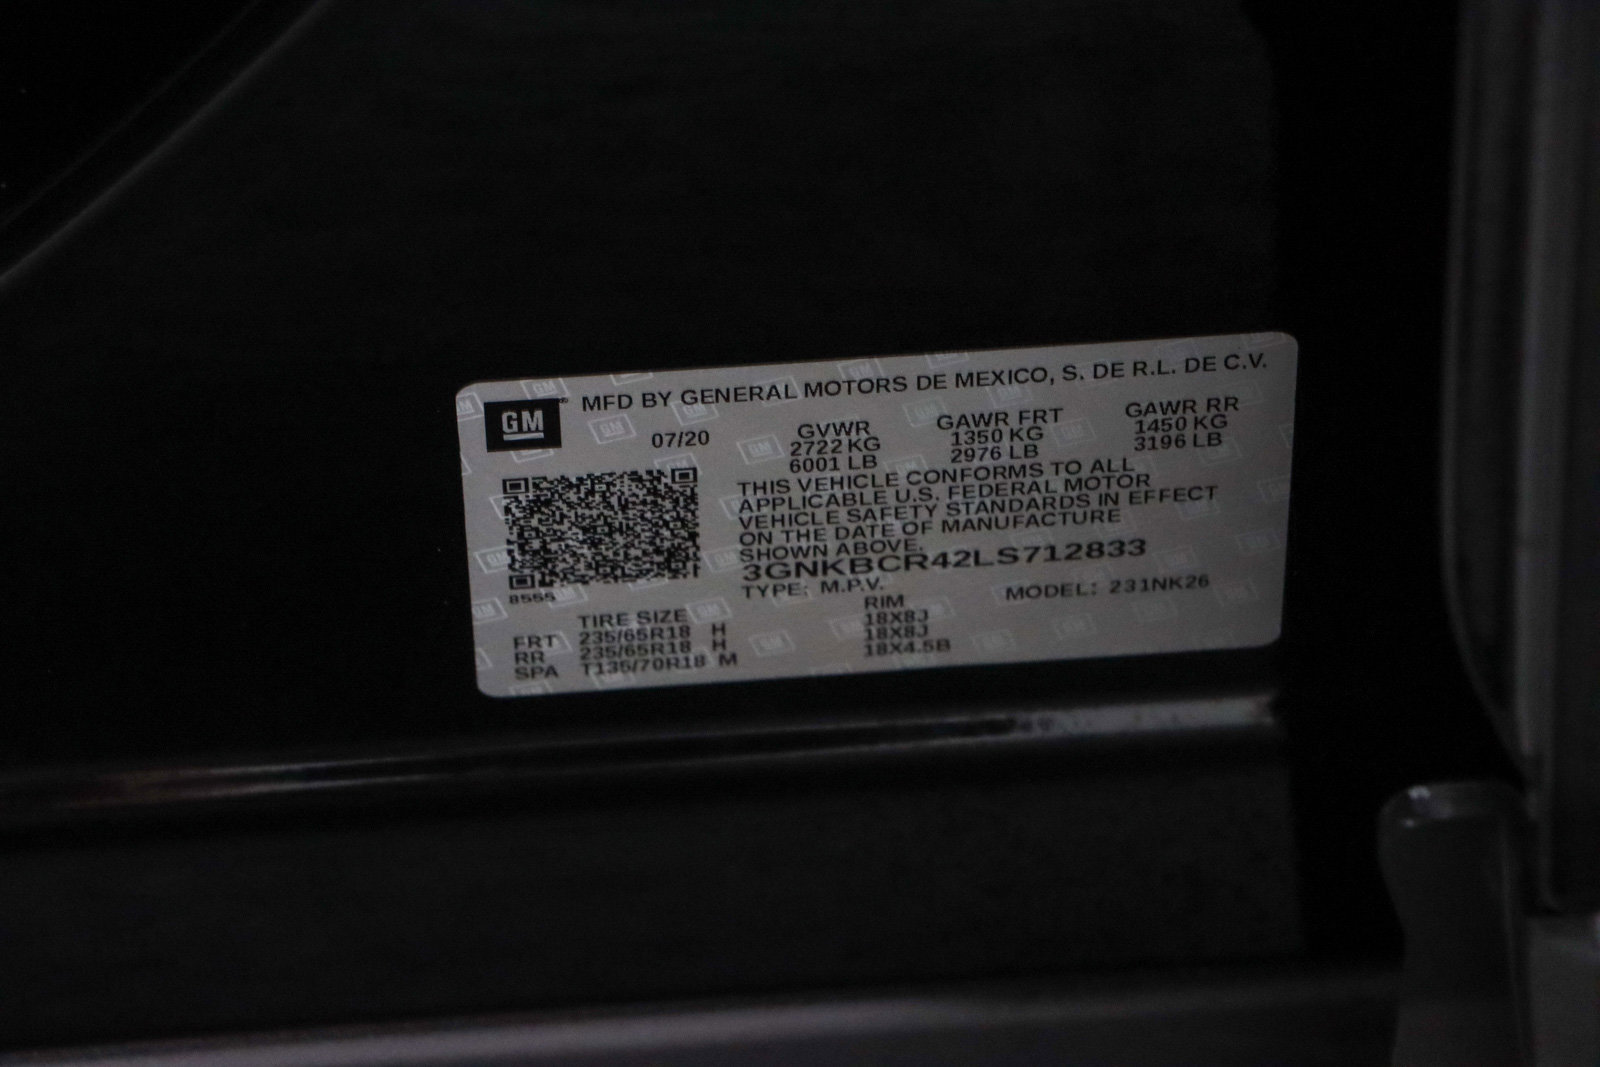 MFD BY GENERAL MOTORS DE MEXICO, S. DE R.L. DE C.V.
GM®
07/20
GVWR GAWR FRT GAWR RR
2722 KG 1350 KG 1450 KG
6001 LB 2976 LB 3196 LB
THIS VEHICLE CONFORMS TO ALL
APPLICABLE U.S. FEDERAL MOTOR
VEHICLE SAFETY STANDARDS IN EFFECT
ON THE DATE OF MANUFACTURE
SHOWN ABOVE.
3GNKBCR42LS712833
TYPE: M.P.V. MODEL: 231NK26
8555
TIRE SIZE RIM
FRT 235/65R18 H 18X8J
RR 235/65R18 H 18X8J
SPA T135/70R18 M 18X4.5B